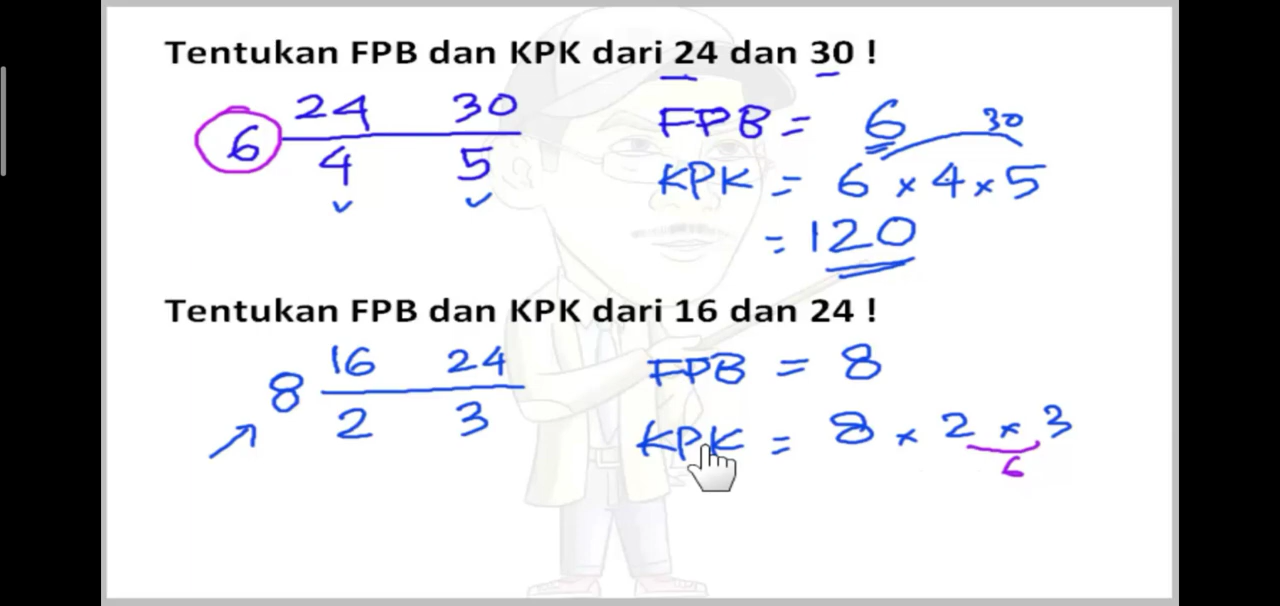 Tentukan FPB dan KPK dari 24 dan 30 !
24 30
6
4 5
FPB = 6
30
KPK = 6 × 4 × 5
= 120
Tentukan FPB dan KPK dari 16 dan 24 !
16 24
8
2 3
FPB = 8
KPK = 8 × 2 × 3
6